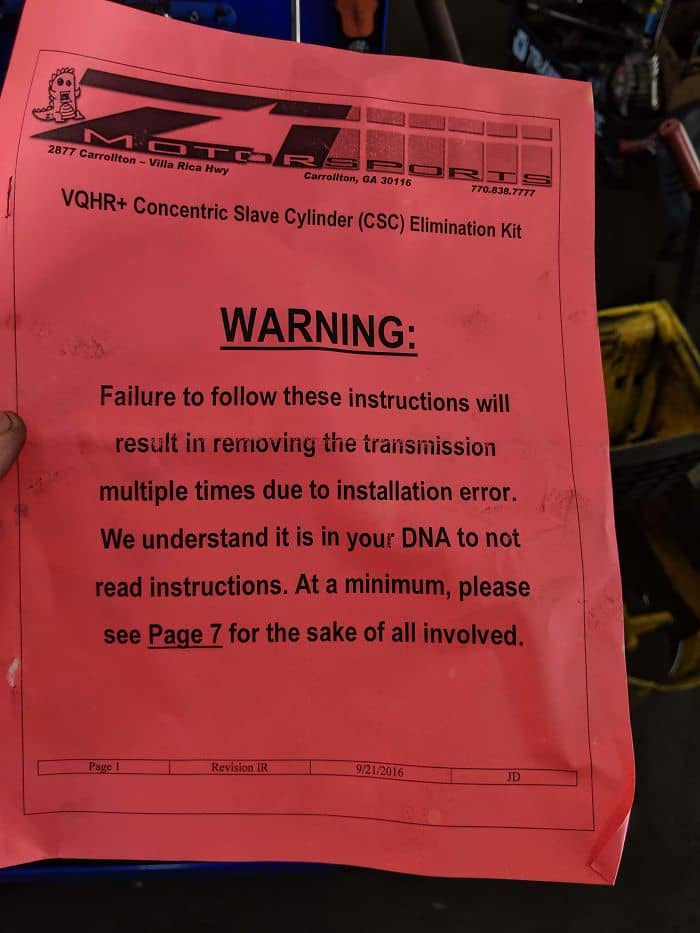 Z1
MOTORSPORTS
2877 Carrollton – Villa Rica Hwy
Carrollton, GA 30116
770.838.7777
VQHR+ Concentric Slave Cylinder (CSC) Elimination Kit
WARNING:
Failure to follow these instructions will
result in removing the transmission
multiple times due to installation error.
We understand it is in your DNA to not
read instructions. At a minimum, please
see Page 7 for the sake of all involved.
Page 1 Revision IR 9/21/2016 JD